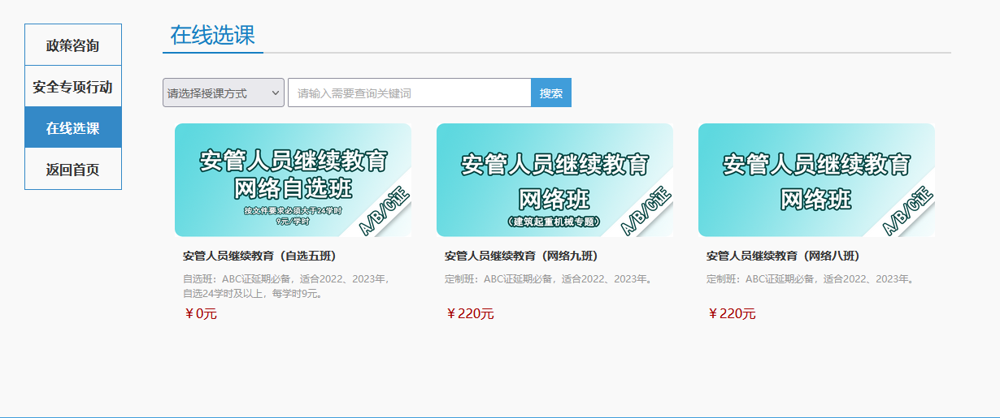 政策咨询
安全专项行动
在线选课
返回首页
在线选课
请选择授课方式
请输入需要查询关键词
搜索
安管人员继续教育
网络自选班
按文件要求必须大于24学时
9元/学时
A/B/C证
安管人员继续教育（自选五班）
自选班：ABC证延期必备，适合2022、2023年，
自选24学时及以上，每学时9元。
￥0元
安管人员继续教育
网络班
（建筑起重机械专题）
A/B/C证
安管人员继续教育（网络九班）
定制班：ABC证延期必备，适合2022、2023年。
￥220元
安管人员继续教育
网络班
A/B/C证
安管人员继续教育（网络八班）
定制班：ABC证延期必备，适合2022、2023年。
￥220元